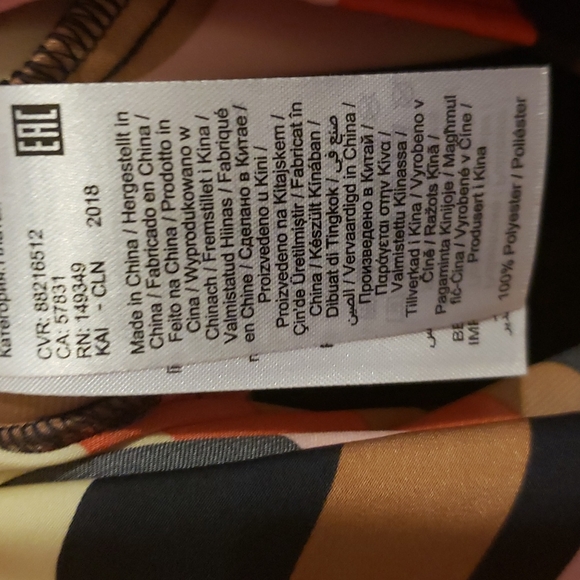 EAC
CVR: 88216512
CA: 57831
RN: 149349
KAI - CLN 2018
Made in China / Hergestellt in
China / Fabricado en China /
Feito na China / Prodotto in
Cina / Wyprodukowano w
Chinach / Fremstillet i Kina /
Valmistatud Hiinas / Fabriqué
en Chine / Сделано в Китае /
Proizvedeno u Kini /
Proizvedeno na Kitajskem /
Çin'de Üretilmiştir / Fabricat în
China / Készült Kínában /
Dibuat di Tingkok / صنع في
الصين / Vervaardigd in China /
Произведено в Китай /
Παράγεται στην Κίνα /
Valmistettu Kiinassa /
Tillverkad i Kina / Vyrobeno v
Číně / Ražots Ķīnā /
Pagaminta Kinijoje / Magħmul
fiċ-Ċina / Vyrobené v Číne /
Produsert i Kina
100% Polyester / Poliéster